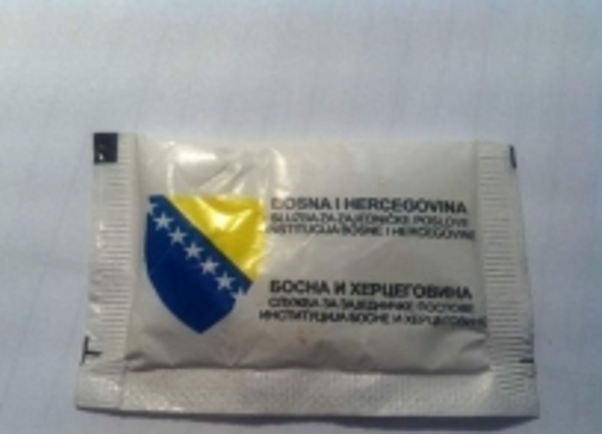 BOSNA I HERCEGOVINA
SLUŽBA ZA ZAJEDNIČKE POSLOVE
INSTITUCIJA BOSNE I HERCEGOVINE
БОСНА И ХЕРЦЕГОВИНА
СЛУЖБА ЗА ЗАЈЕДНИЧКЕ ПОСЛОВЕ
ИНСТИТУЦИЈА БОСНЕ И ХЕРЦЕГОВИНЕ